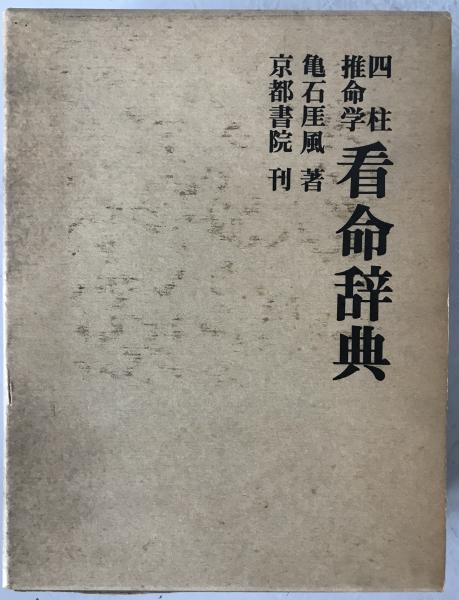 四柱
推命学
看命辞典
亀石厓風 著
京都書院 刊